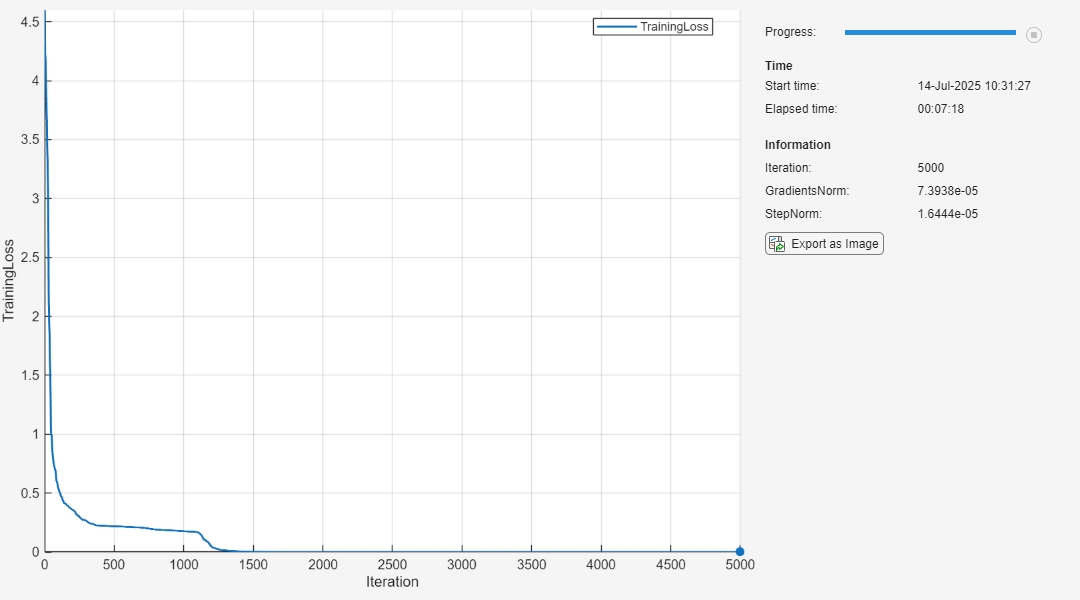 4.5
4
3.5
3
2.5
2
1.5
1
0.5
0
TrainingLoss
TrainingLoss
0 500 1000 1500 2000 2500 3000 3500 4000 4500 5000
Iteration
Progress:
Time
Start time: 14-Jul-2025 10:31:27
Elapsed time: 00:07:18
Information
Iteration: 5000
GradientsNorm: 7.3938e-05
StepNorm: 1.6444e-05
Export as Image